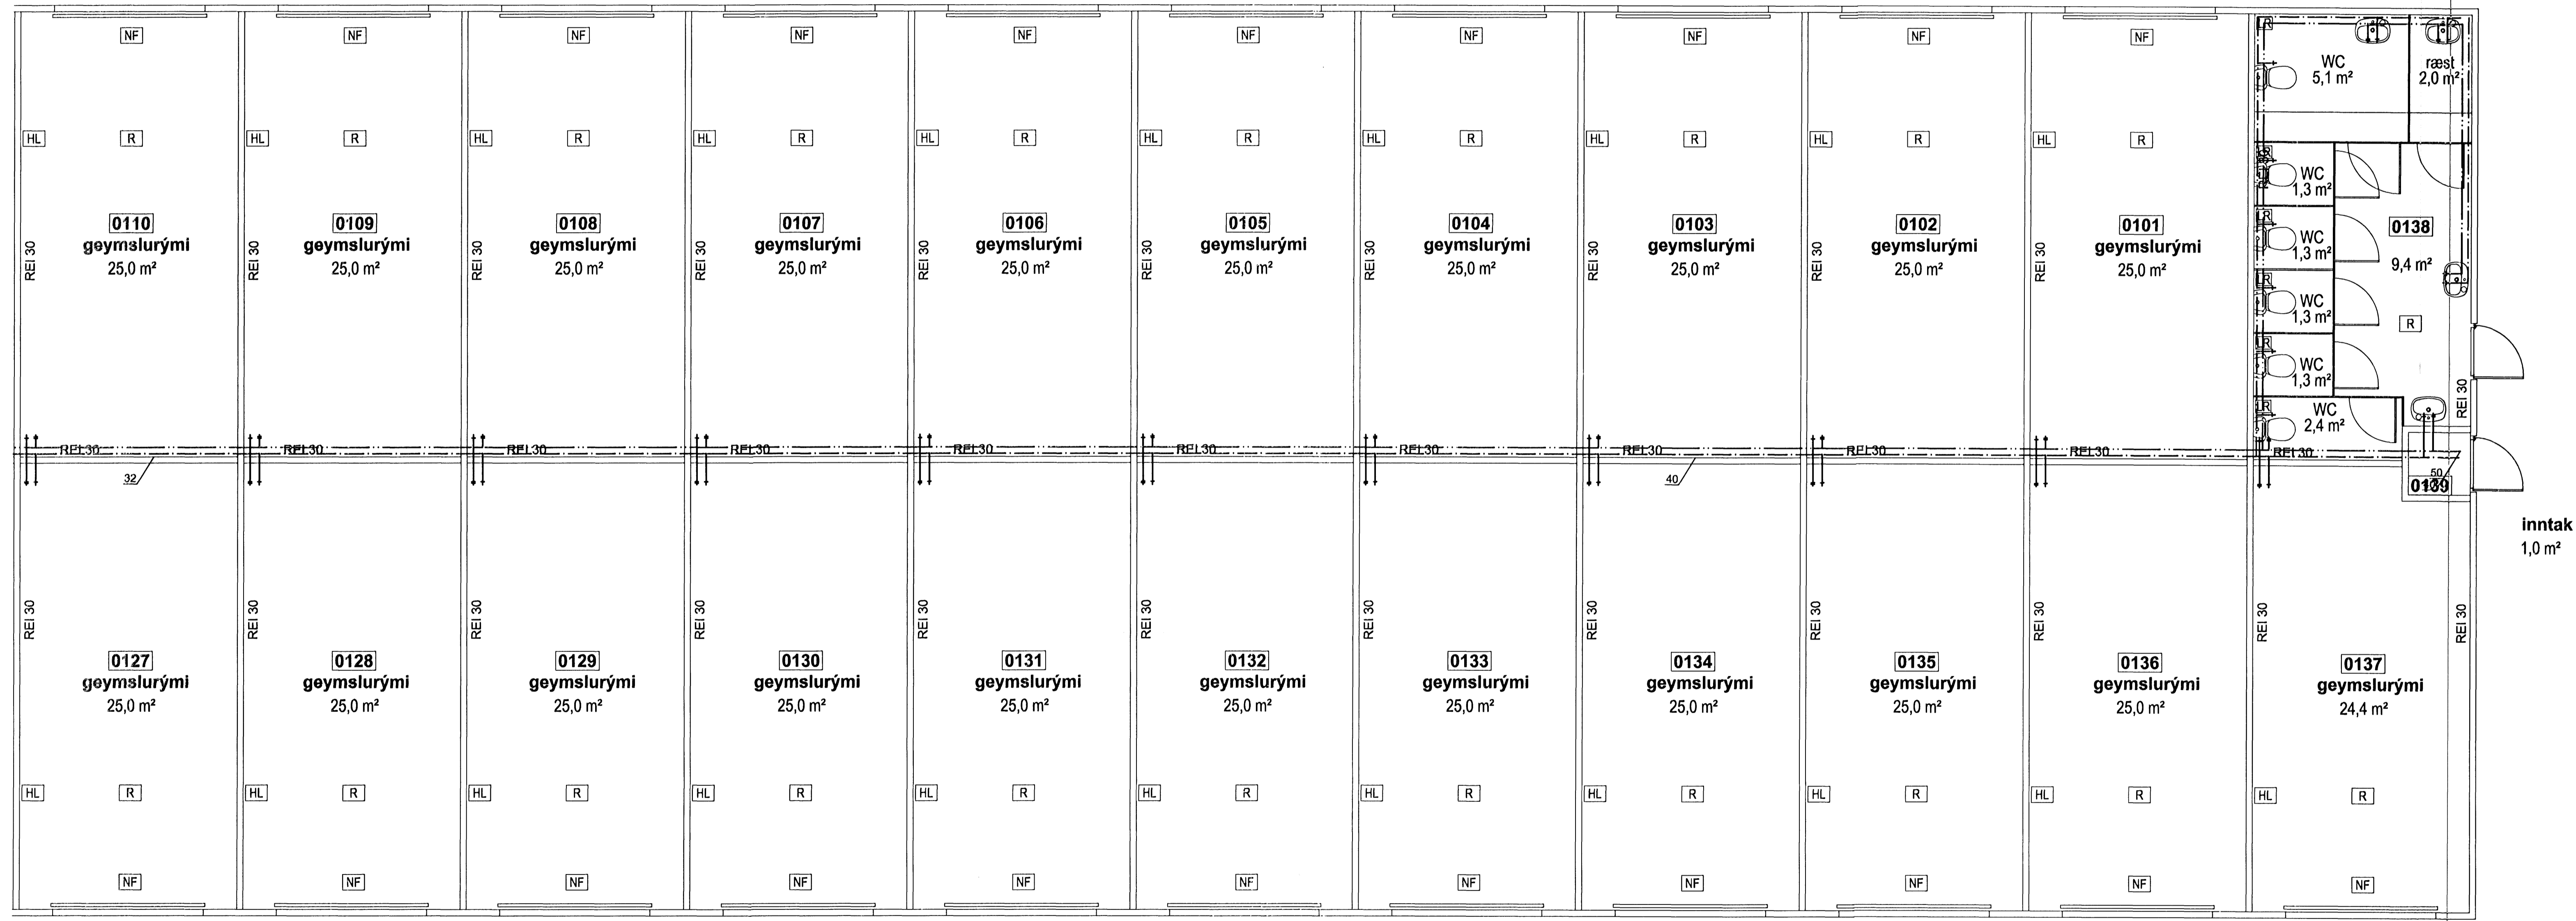 NF
NF
NF
NF
NF
NF
NF
NF
NF
NF
LR
WC
5,1 m²
ræst
2,0 m²
HL
R
HL
R
HL
R
HL
R
HL
R
HL
R
HL
R
HL
R
HL
R
HL
R
LR
WC
1,3 m²
LR
WC
1,3 m²
LR
WC
1,3 m²
LR
WC
1,3 m²
LR
WC
2,4 m²
0138
9,4 m²
R
REI 30
0110
geymslurými
25,0 m²
REI 30
0109
geymslurými
25,0 m²
REI 30
0108
geymslurými
25,0 m²
REI 30
0107
geymslurými
25,0 m²
REI 30
0106
geymslurými
25,0 m²
REI 30
0105
geymslurými
25,0 m²
REI 30
0104
geymslurými
25,0 m²
REI 30
0103
geymslurými
25,0 m²
REI 30
0102
geymslurými
25,0 m²
REI 30
0101
geymslurými
25,0 m²
REI 30
REI 30
REI 30
REI 30
REI 30
REI 30
REI 30
REI 30
REI 30
REI 30
REI 30
REI 30
32
40
50
0139
inntak
1,0 m²
REI 30
0127
geymslurými
25,0 m²
REI 30
0128
geymslurými
25,0 m²
REI 30
0129
geymslurými
25,0 m²
REI 30
0130
geymslurými
25,0 m²
REI 30
0131
geymslurými
25,0 m²
REI 30
0132
geymslurými
25,0 m²
REI 30
0133
geymslurými
25,0 m²
REI 30
0134
geymslurými
25,0 m²
REI 30
0135
geymslurými
25,0 m²
REI 30
0136
geymslurými
25,0 m²
REI 30
0137
geymslurými
24,4 m²
REI 30
HL
R
HL
R
HL
R
HL
R
HL
R
HL
R
HL
R
HL
R
HL
R
HL
R
HL
R
NF
NF
NF
NF
NF
NF
NF
NF
NF
NF
NF